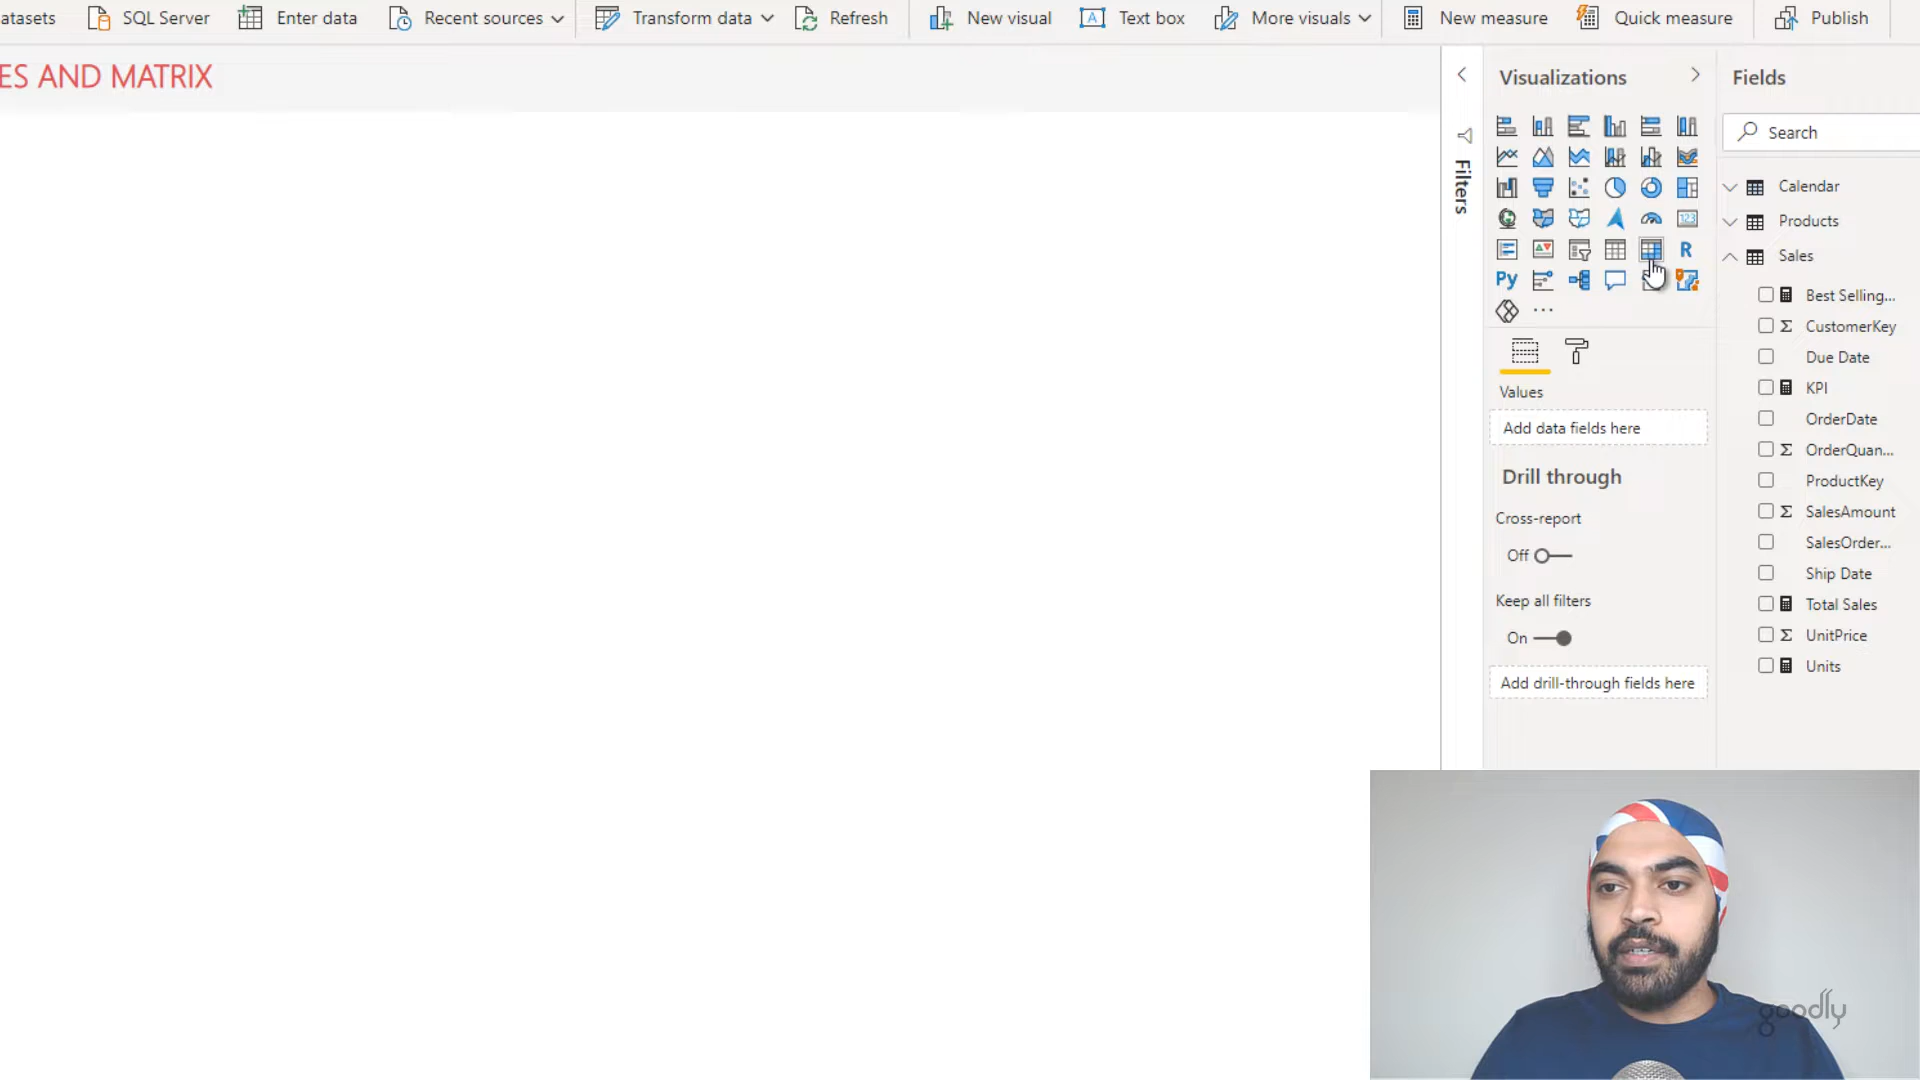 atasets SQL Server Enter data Recent sources Transform data Refresh New visual Text box More visuals New measure Quick measure Publish
ES AND MATRIX
Filters
Visualizations
123
R
Py
Values
Add data fields here
Drill through
Cross-report
Off
Keep all filters
On
Add drill-through fields here
Fields
Search
Calendar
Products
Sales
Best Selling...
Σ CustomerKey
Due Date
KPI
OrderDate
Σ OrderQuan...
ProductKey
Σ SalesAmount
SalesOrder...
Ship Date
Total Sales
Σ UnitPrice
Units
goodly